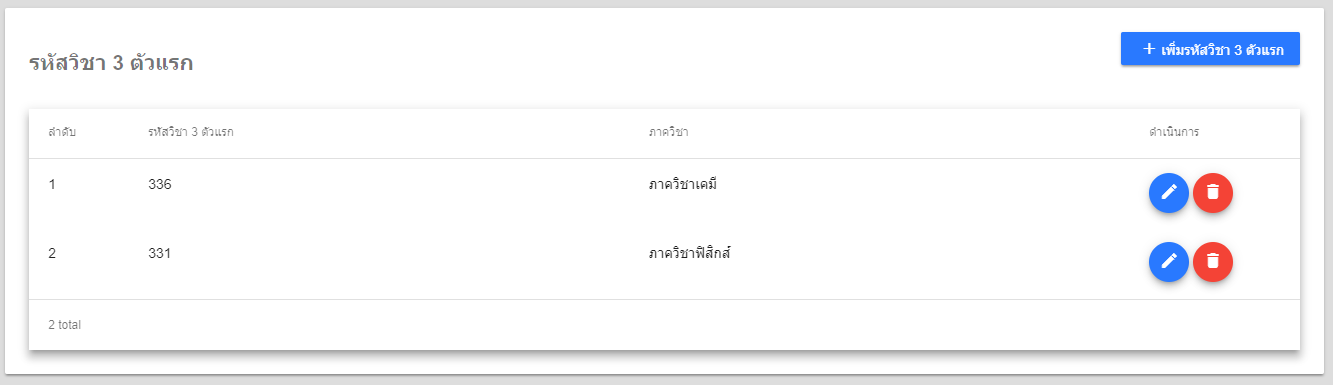 รหัสวิชา 3 ตัวแรก
+ เพิ่มรหัสวิชา 3 ตัวแรก
ลำดับ รหัสวิชา 3 ตัวแรก ภาควิชา ดำเนินการ
1 336 ภาควิชาเคมี
2 331 ภาควิชาฟิสิกส์
2 total